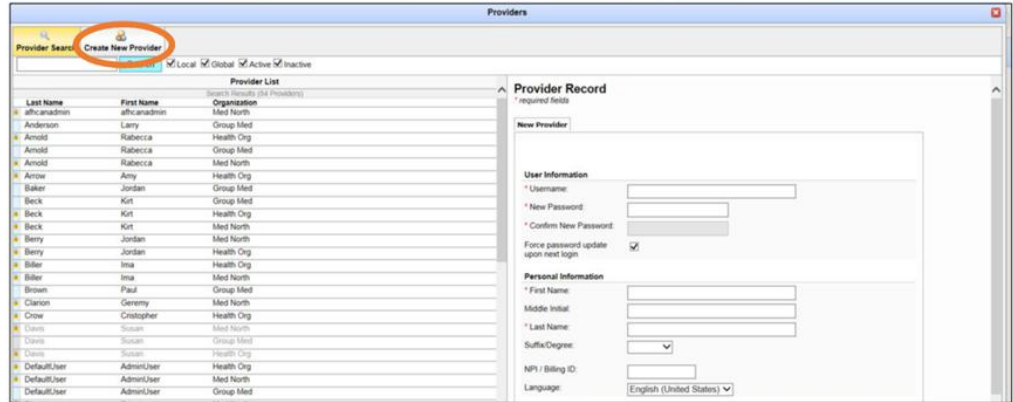 Providers
Provider Search Create New Provider
Local Global Active Inactive
Provider List
Search Results (84 Providers)
Last Name First Name Organization
afhcanadmin afhcanadmin Med North
Anderson Larry Group Med
Arnold Rabecca Health Org
Arnold Rabecca Group Med
Arnold Rabecca Med North
Arrow Amy Health Org
Baker Jordan Group Med
Beck Kirt Group Med
Beck Kirt Health Org
Beck Kirt Med North
Berry Jordan Med North
Berry Jordan Health Org
Biller Ima Health Org
Biller Ima Med North
Brown Paul Group Med
Clarion Geremy Med North
Crow Cristopher Health Org
Davis Susan Med North
Davis Susan Group Med
Davis Susan Health Org
DefaultUser AdminUser Health Org
DefaultUser AdminUser Med North
DefaultUser AdminUser Group Med
Provider Record
* required fields
New Provider
User Information
* Username:
* New Password:
* Confirm New Password:
Force password update
upon next login
Personal Information
* First Name:
Middle Initial:
* Last Name:
Suffix/Degree:
NPI / Billing ID:
Language: English (United States)